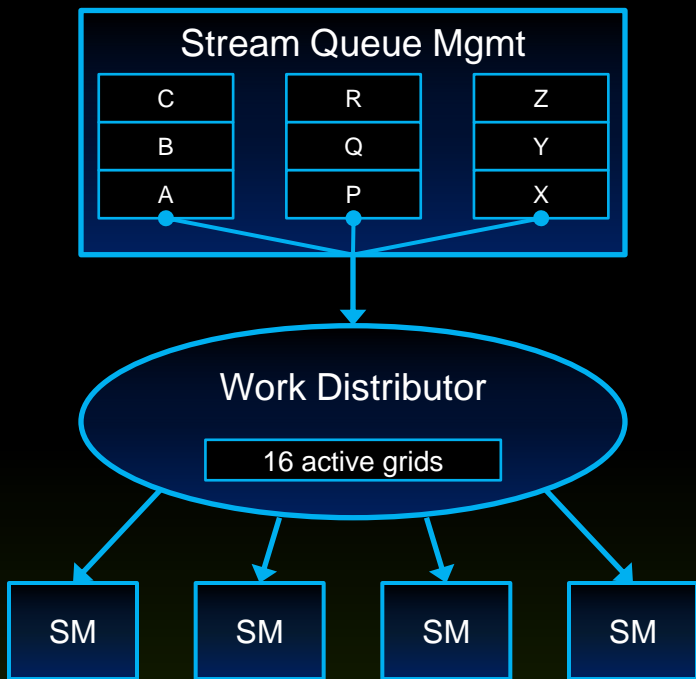 Stream Queue Mgmt
C R Z
B Q Y
A P X
Work Distributor
16 active grids
SM SM SM SM